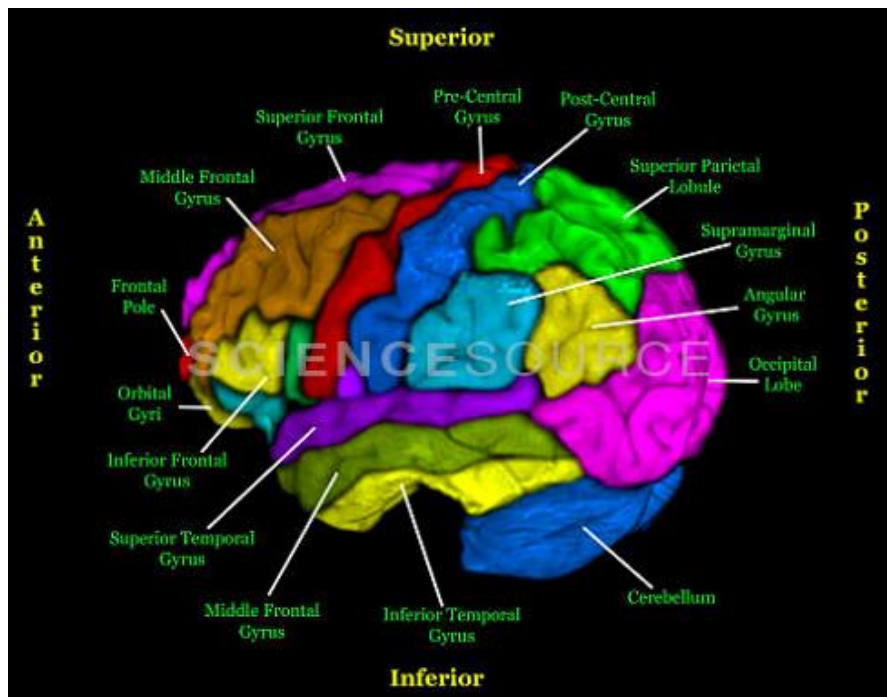 Superior
Pre-Central
Gyrus
Post-Central
Gyrus
Superior Frontal
Gyrus
Superior Parietal
Lobule
Middle Frontal
Gyrus
Anterior
Posterior
Supramarginal
Gyrus
Frontal
Pole
Angular
Gyrus
SCIENCESOURCE
Occipital
Lobe
Orbital
Gyri
Inferior Frontal
Gyrus
Superior Temporal
Gyrus
Cerebellum
Middle Frontal
Gyrus
Inferior Temporal
Gyrus
Inferior